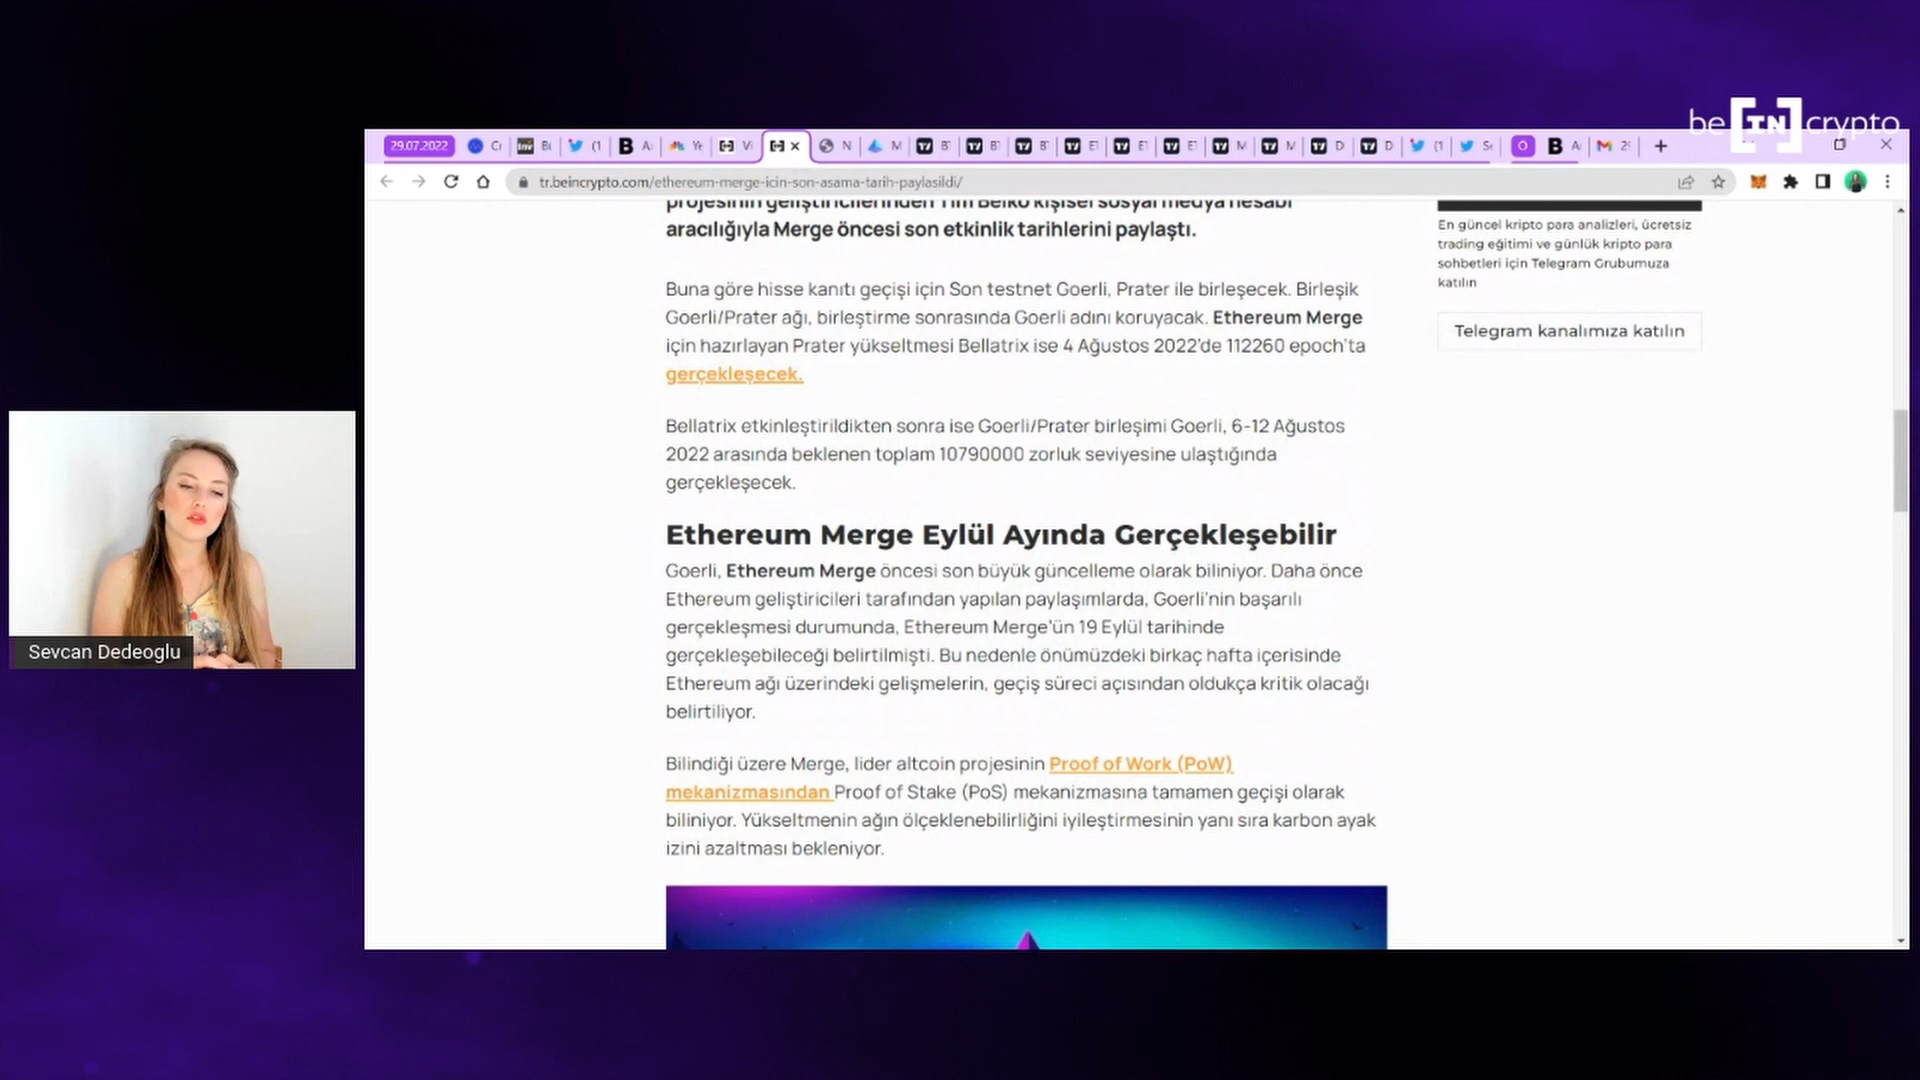 be[IN]crypto
29.07.2022
tr.beincrypto.com/ethereum-merge-icin-son-asama-tarih-paylasildi/
projesinin geliştiricilerinden Tim Beiko kişisel sosyal medya hesabı
aracılığıyla Merge öncesi son etkinlik tarihlerini paylaştı.
Buna göre hisse kanıtı geçişi için Son testnet Goerli, Prater ile birleşecek. Birleşik
Goerli/Prater ağı, birleştirme sonrasında Goerli adını koruyacak. Ethereum Merge
için hazırlayan Prater yükseltmesi Bellatrix ise 4 Ağustos 2022'de 112260 epoch'ta
gerçekleşecek.
Bellatrix etkinleştirildikten sonra ise Goerli/Prater birleşimi Goerli, 6-12 Ağustos
2022 arasında beklenen toplam 10790000 zorluk seviyesine ulaştığında
gerçekleşecek.
Ethereum Merge Eylül Ayında Gerçekleşebilir
Goerli, Ethereum Merge öncesi son büyük güncelleme olarak biliniyor. Daha önce
Ethereum geliştiricileri tarafından yapılan paylaşımlarda, Goerli'nin başarılı
gerçekleşmesi durumunda, Ethereum Merge'ün 19 Eylül tarihinde
gerçekleşebileceği belirtilmişti. Bu nedenle önümüzdeki birkaç hafta içerisinde
Ethereum ağı üzerindeki gelişmelerin, geçiş süreci açısından oldukça kritik olacağı
belirtiliyor.
Bilindiği üzere Merge, lider altcoin projesinin Proof of Work (PoW)
mekanizmasından Proof of Stake (PoS) mekanizmasına tamamen geçişi olarak
biliniyor. Yükseltmenin ağın ölçeklenebilirliğini iyileştirmesinin yanı sıra karbon ayak
izini azaltması bekleniyor.
En güncel kripto para analizleri, ücretsiz
trading eğitimi ve günlük kripto para
sohbetleri için Telegram Grubumuza
katılın
Telegram kanalımıza katılın
Sevcan Dedeoglu